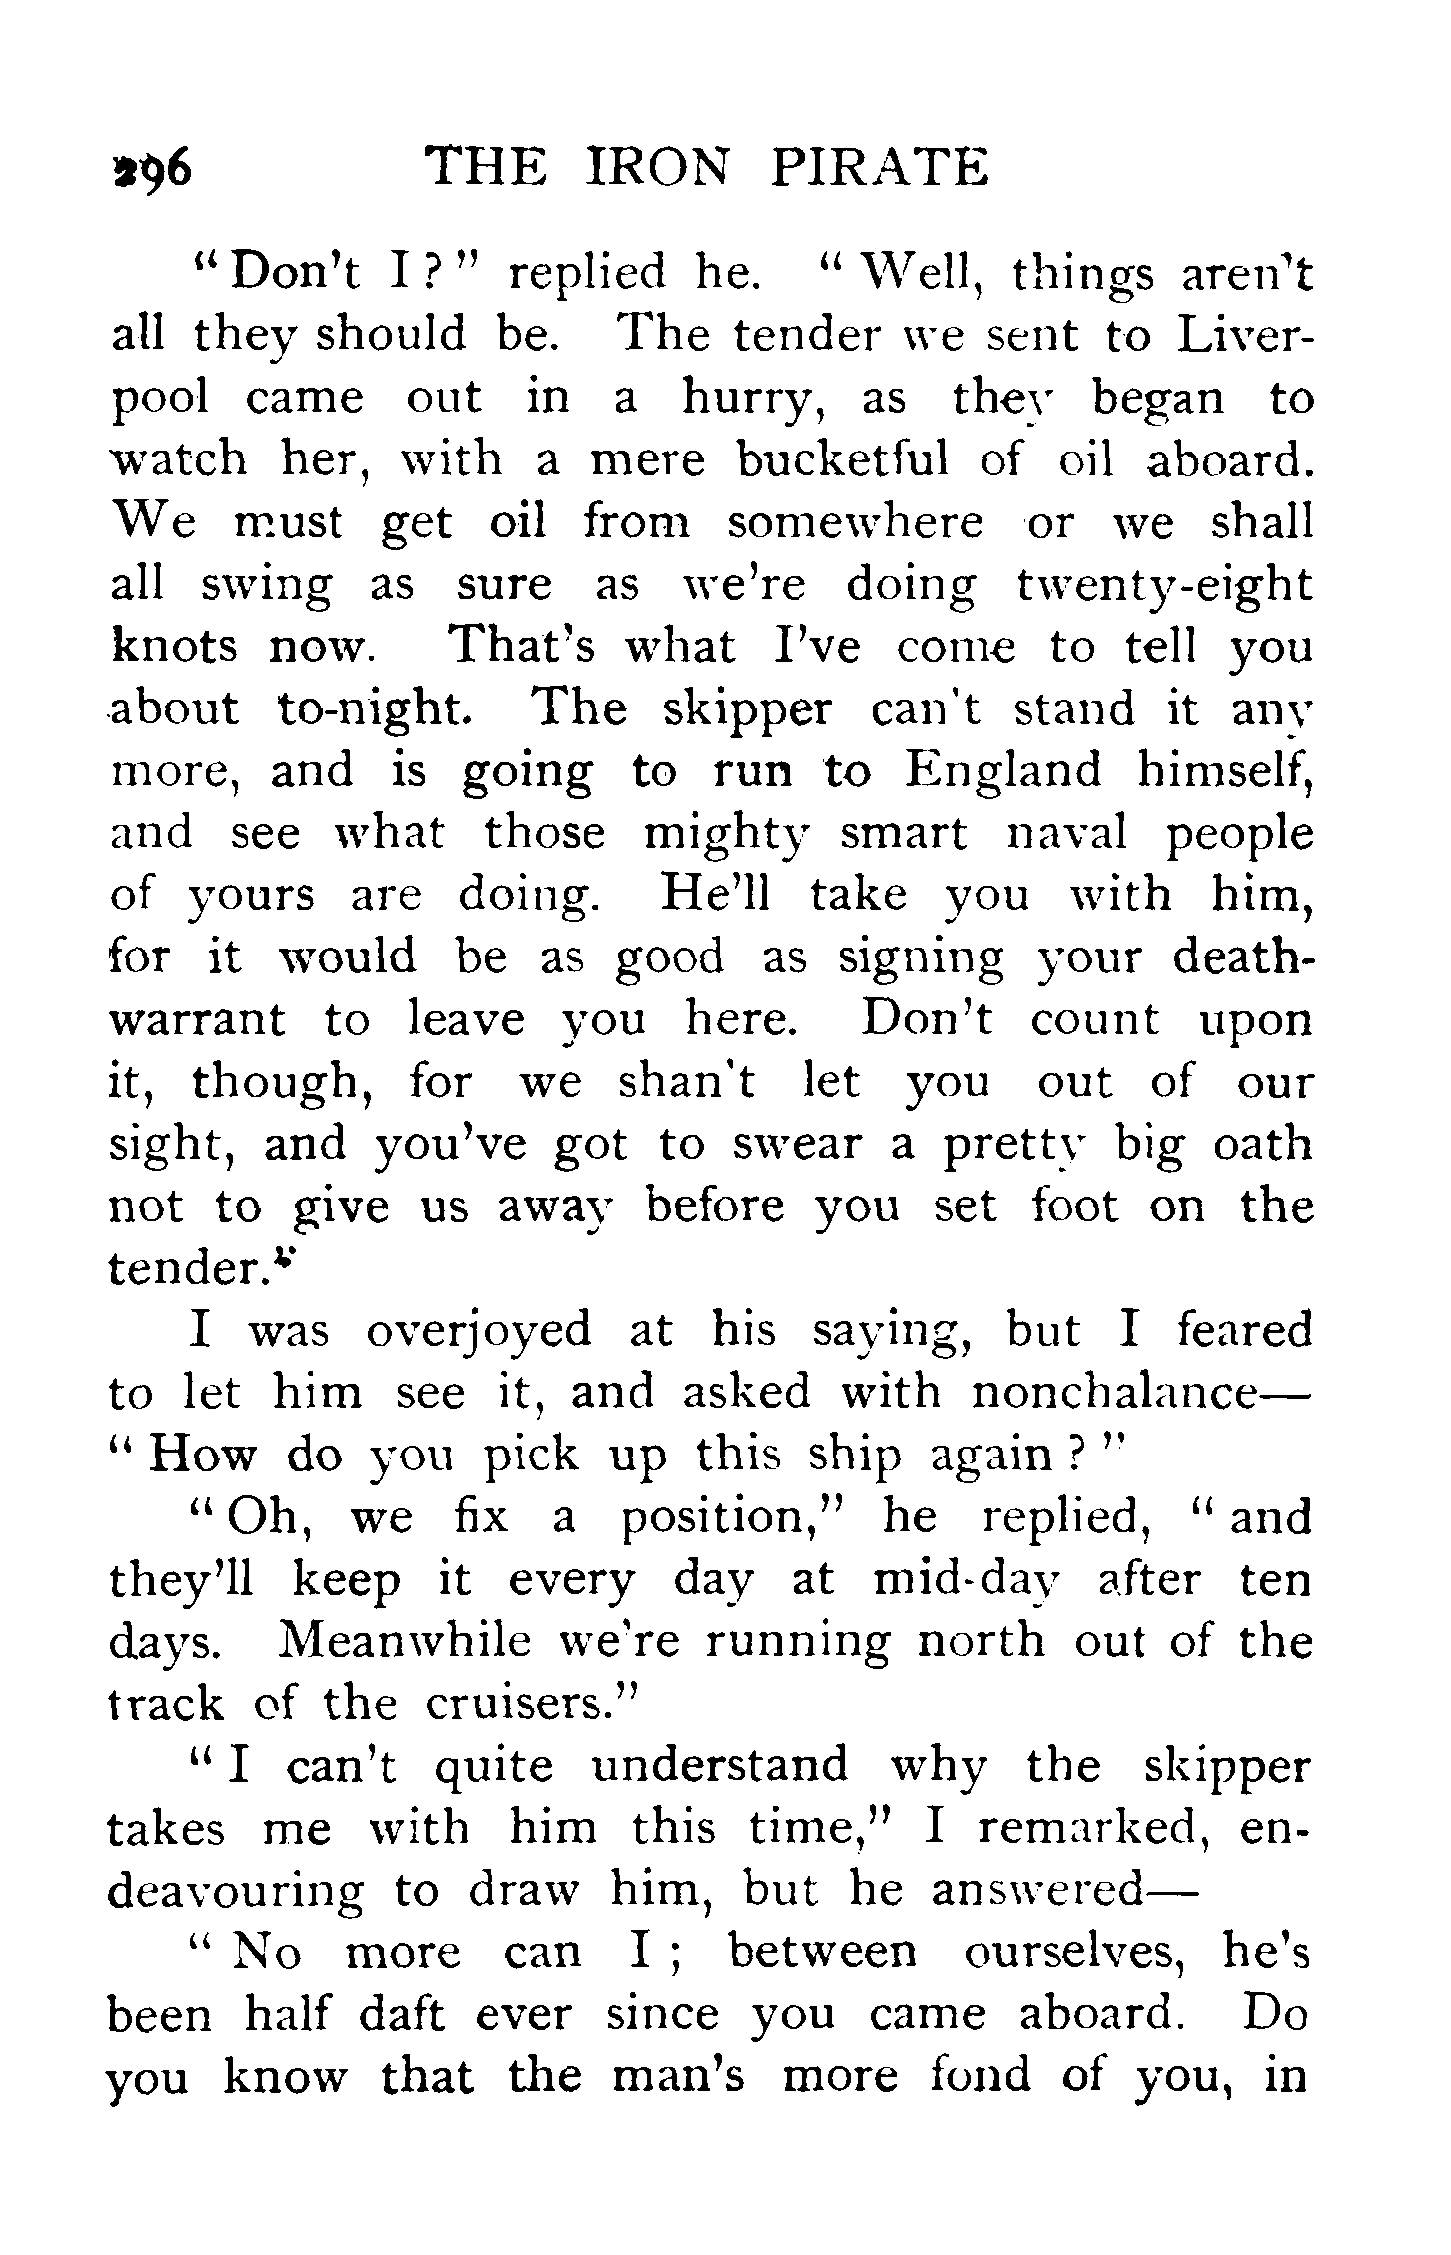 296 THE IRON PIRATE
“Don't I?” replied he. “Well, things aren't
all they should be. The tender we sent to Liver-
pool came out in a hurry, as they began to
watch her, with a mere bucketful of oil aboard.
We must get oil from somewhere or we shall
all swing as sure as we're doing twenty-eight
knots now. That's what I've come to tell you
about to-night. The skipper can't stand it any
more, and is going to run to England himself,
and see what those mighty smart naval people
of yours are doing. He'll take you with him,
for it would be as good as signing your death-
warrant to leave you here. Don't count upon
it, though, for we shan't let you out of our
sight, and you've got to swear a pretty big oath
not to give us away before you set foot on the
tender.”
I was overjoyed at his saying, but I feared
to let him see it, and asked with nonchalance—
“How do you pick up this ship again?”
“Oh, we fix a position,” he replied, “and
they'll keep it every day at mid-day after ten
days. Meanwhile we're running north out of the
track of the cruisers.”
“I can't quite understand why the skipper
takes me with him this time,” I remarked, en-
deavouring to draw him, but he answered—
“No more can I; between ourselves, he's
been half daft ever since you came aboard. Do
you know that the man's more fond of you, in